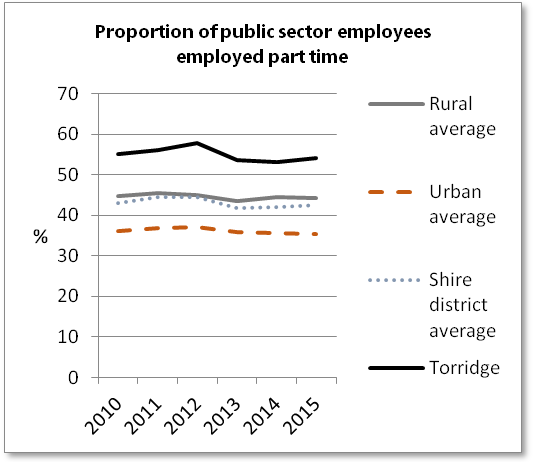 Proportion of public sector employees
employed part time
70
60
50
40
30
20
10
0
%
2010
2011
2012
2013
2014
2015
Rural
average
Urban
average
Shire
district
average
Torridge